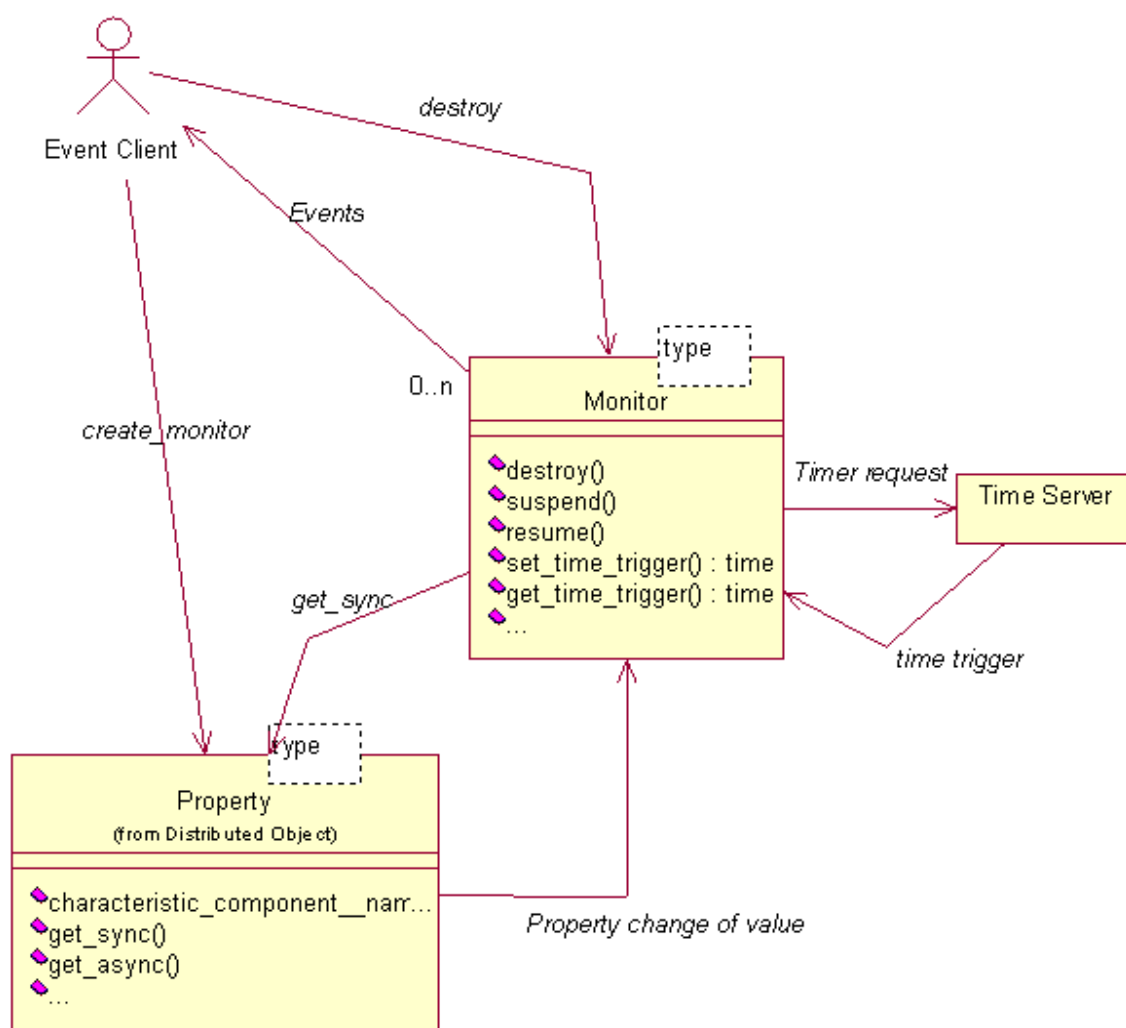 destroy
Event Client
Events
type
0..n
Monitor
create_monitor
destroy()
suspend()
resume()
set_time_trigger() : time
get_time_trigger() : time
...
Timer request
Time Server
get_sync
time trigger
type
Property
(from Distributed Object)
characteristic_component__nam...
get_sync()
get_async()
...
Property change of value